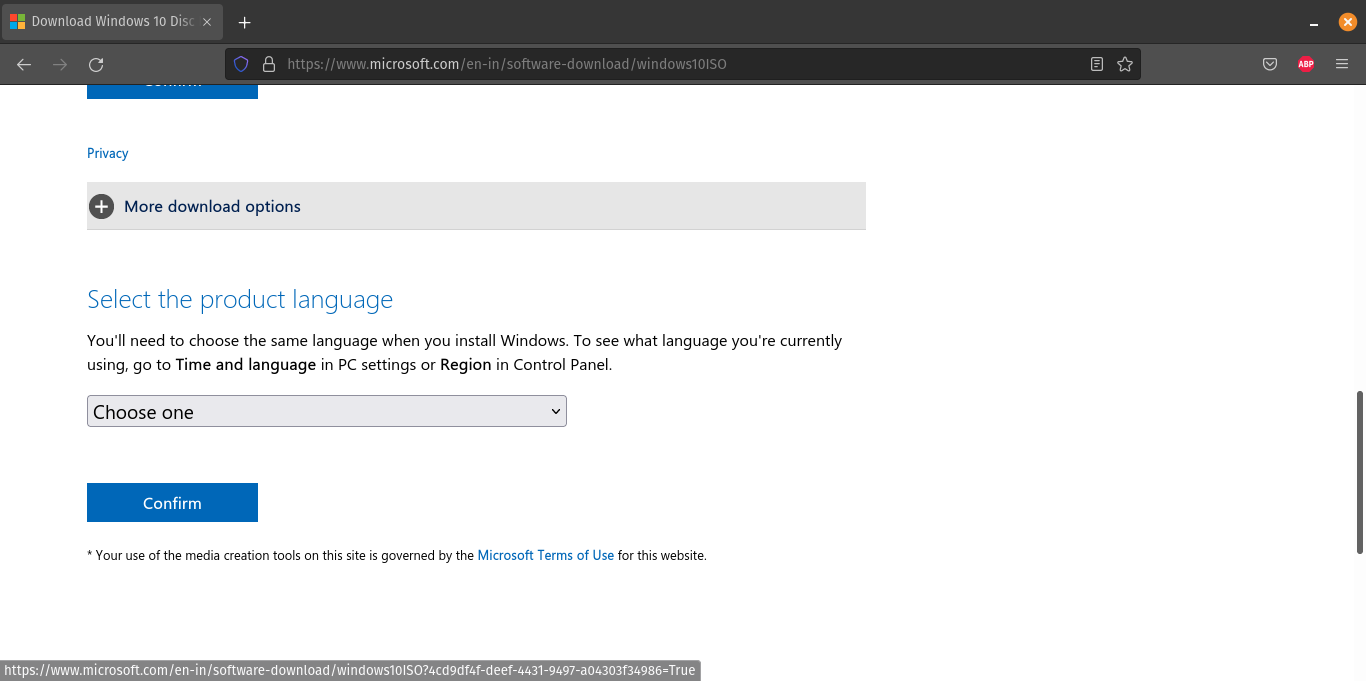 Download Windows 10 Disc
https://www.microsoft.com/en-in/software-download/windows10ISO
ABP
Confirm
Privacy
More download options
Select the product language
You'll need to choose the same language when you install Windows. To see what language you're currently
using, go to Time and language in PC settings or Region in Control Panel.
Choose one
Confirm
* Your use of the media creation tools on this site is governed by the Microsoft Terms of Use for this website.
https://www.microsoft.com/en-in/software-download/windows10ISO?4cd9df4f-deef-4431-9497-a04303f34986=True